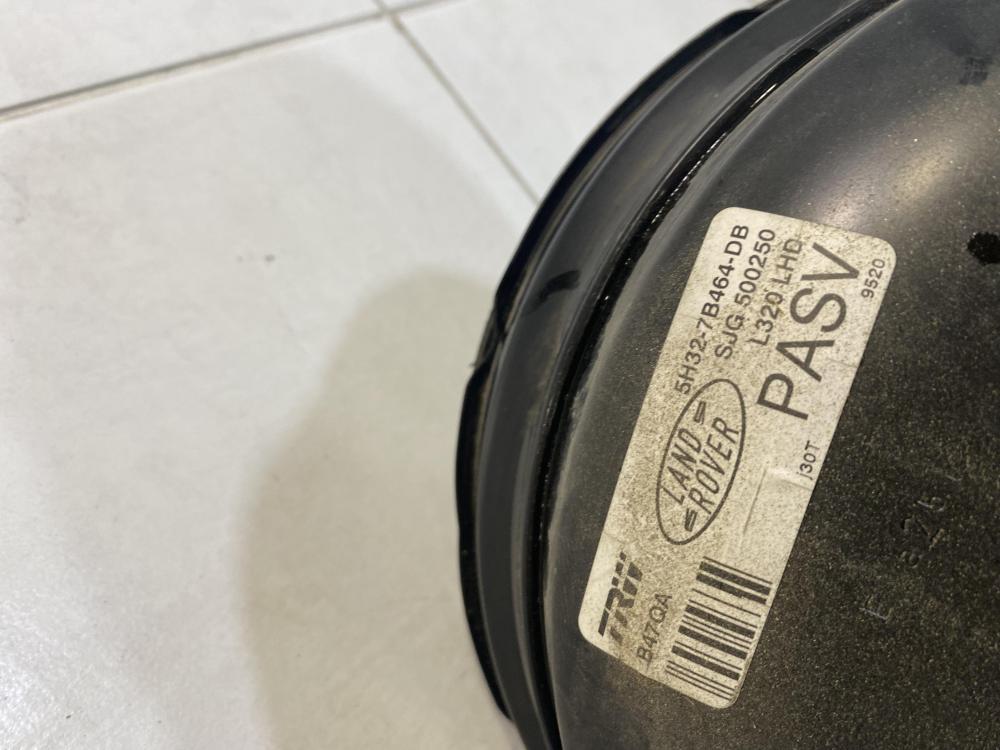 5H32-7B464-DB
SJG 500250
L320 LHD
PASV
9520
LAND
ROVER
30T
TRW
B47QA